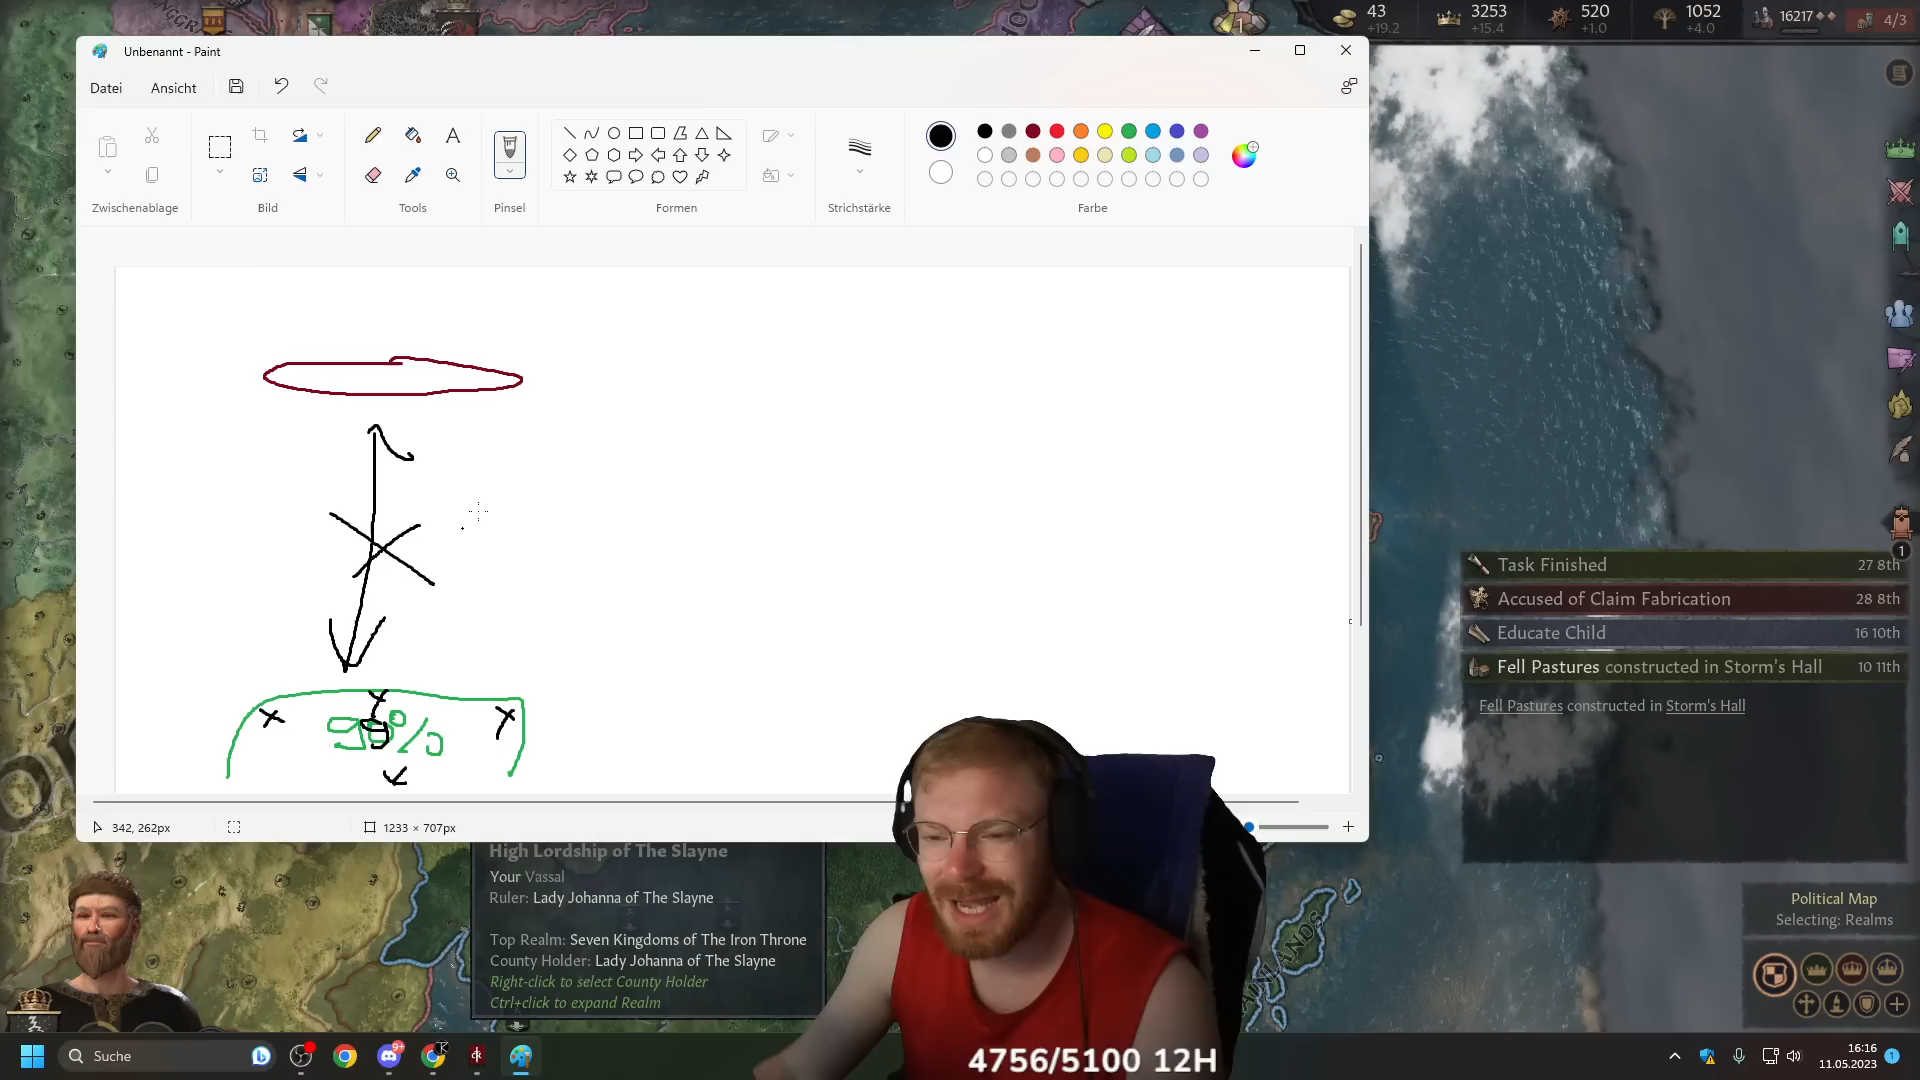 43
+19.2
3253
+15.4
520
+1.0
1052
+4.0
16217
4/3
Unbenannt - Paint
Datei
Ansicht
Zwischenablage
Bild
Tools
Pinsel
Formen
Strichstärke
Farbe
342, 262px
1233 × 707px
Task Finished
27 8th
Accused of Claim Fabrication
28 8th
Educate Child
16 10th
Fell Pastures constructed in Storm's Hall
10 11th
Fell Pastures constructed in Storm's Hall
1
High Lordship of The Slayne
Your Vassal
Ruler: Lady Johanna of The Slayne
Top Realm: Seven Kingdoms of The Iron Throne
County Holder: Lady Johanna of The Slayne
Right-click to select County Holder
Ctrl+click to expand Realm
Political Map
Selecting: Realms
Suche
9+
4756/5100 12H
16:16
11.05.2023
1